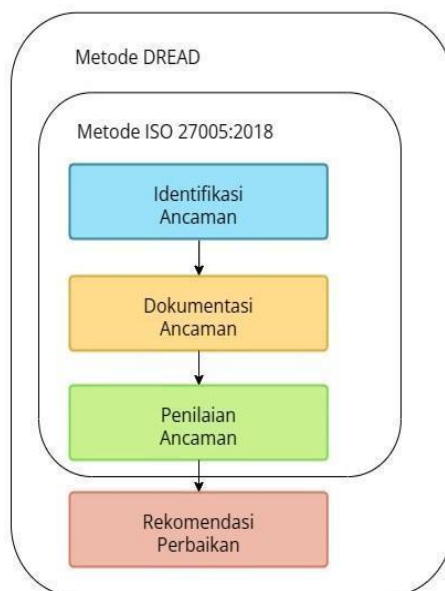 Metode DREAD
Metode ISO 27005:2018
Identifikasi
Ancaman
Dokumentasi
Ancaman
Penilaian
Ancaman
Rekomendasi
Perbaikan